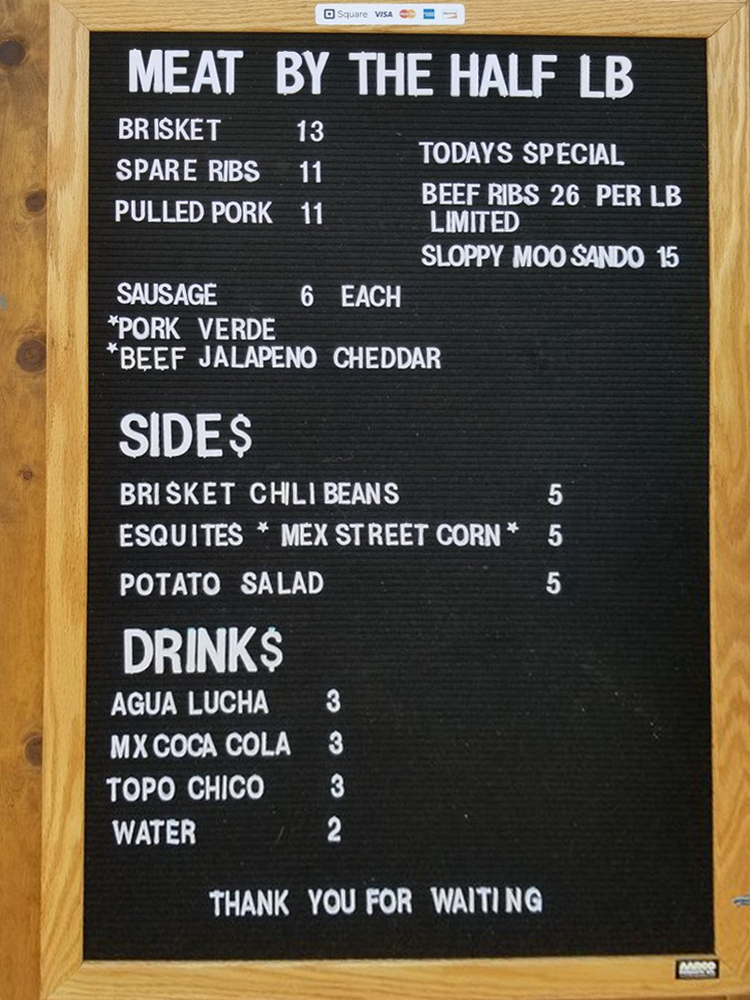 Square VISA
MEAT BY THE HALF LB
BRISKET 13
SPARE RIBS 11
PULLED PORK 11
TODAYS SPECIAL
BEEF RIBS 26 PER LB
LIMITED
SLOPPY MOO SANDO 15
SAUSAGE 6 EACH
*PORK VERDE
*BEEF JALAPENO CHEDDAR
SIDE$
BRISKET CHILI BEANS 5
ESQUITES * MEX STREET CORN * 5
POTATO SALAD 5
DRINK$
AGUA LUCHA 3
MX COCA COLA 3
TOPO CHICO 3
WATER 2
THANK YOU FOR WAITING
AARCO